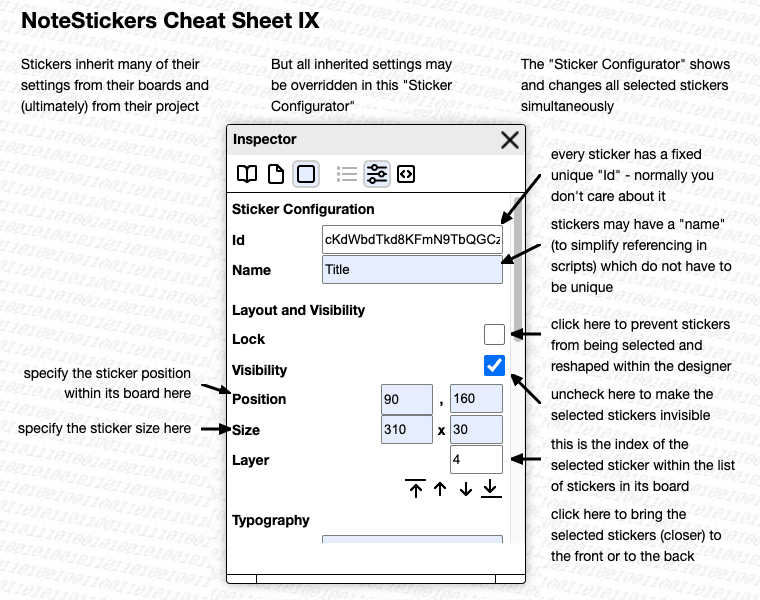 NoteStickers Cheat Sheet IX
Stickers inherit many of their
settings from their boards and
(ultimately) from their project
But all inherited settings may
be overridden in this "Sticker
Configurator"
The "Sticker Configurator" shows
and changes all selected stickers
simultaneously
Inspector
Sticker Configuration
Id
cKdWbdTkd8KFmN9TbQGCz
Name
Title
Layout and Visibility
Lock
Visibility
Position
90 , 160
Size
310 x 30
Layer
4
Typography
every sticker has a fixed
unique "Id" - normally you
don't care about it
stickers may have a "name"
(to simplify referencing in
scripts) which do not have to
be unique
click here to prevent stickers
from being selected and
reshaped within the designer
uncheck here to make the
selected stickers invisible
this is the index of the
selected sticker within the list
of stickers in its board
click here to bring the
selected stickers (closer) to
the front or to the back
specify the sticker position
within its board here
specify the sticker size here